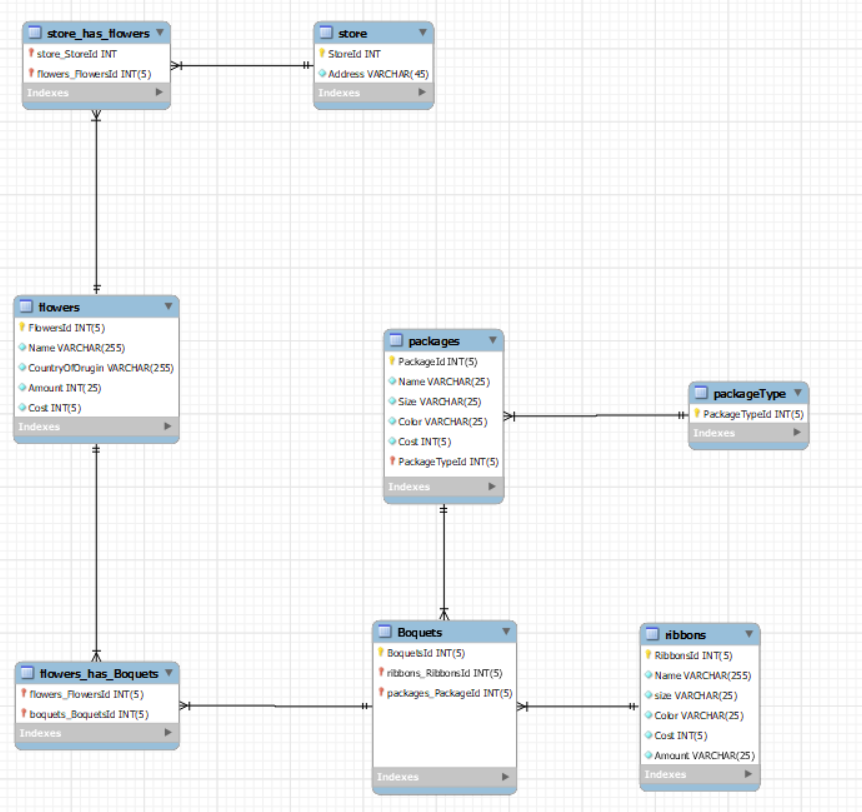 store_has_flowers
store_StoreId INT
flowers_FlowersId INT(5)
Indexes
store
StoreId INT
Address VARCHAR(45)
Indexes
flowers
FlowersId INT(5)
Name VARCHAR(255)
CountryOfOrugin VARCHAR(255)
Amount INT(25)
Cost INT(5)
Indexes
packages
PackageId INT(5)
Name VARCHAR(25)
Size VARCHAR(25)
Color VARCHAR(25)
Cost INT(5)
PackageTypeId INT(5)
Indexes
packageType
PackageTypeId INT(5)
Indexes
flowers_has_Boquets
flowers_FlowersId INT(5)
boquets_BoquetsId INT(5)
Indexes
Boquets
BoquetsId INT(5)
ribbons_RibbonsId INT(5)
packages_PackageId INT(5)
Indexes
ribbons
RibbonsId INT(5)
Name VARCHAR(255)
size VARCHAR(25)
Color VARCHAR(25)
Cost INT(5)
Amount VARCHAR(25)
Indexes